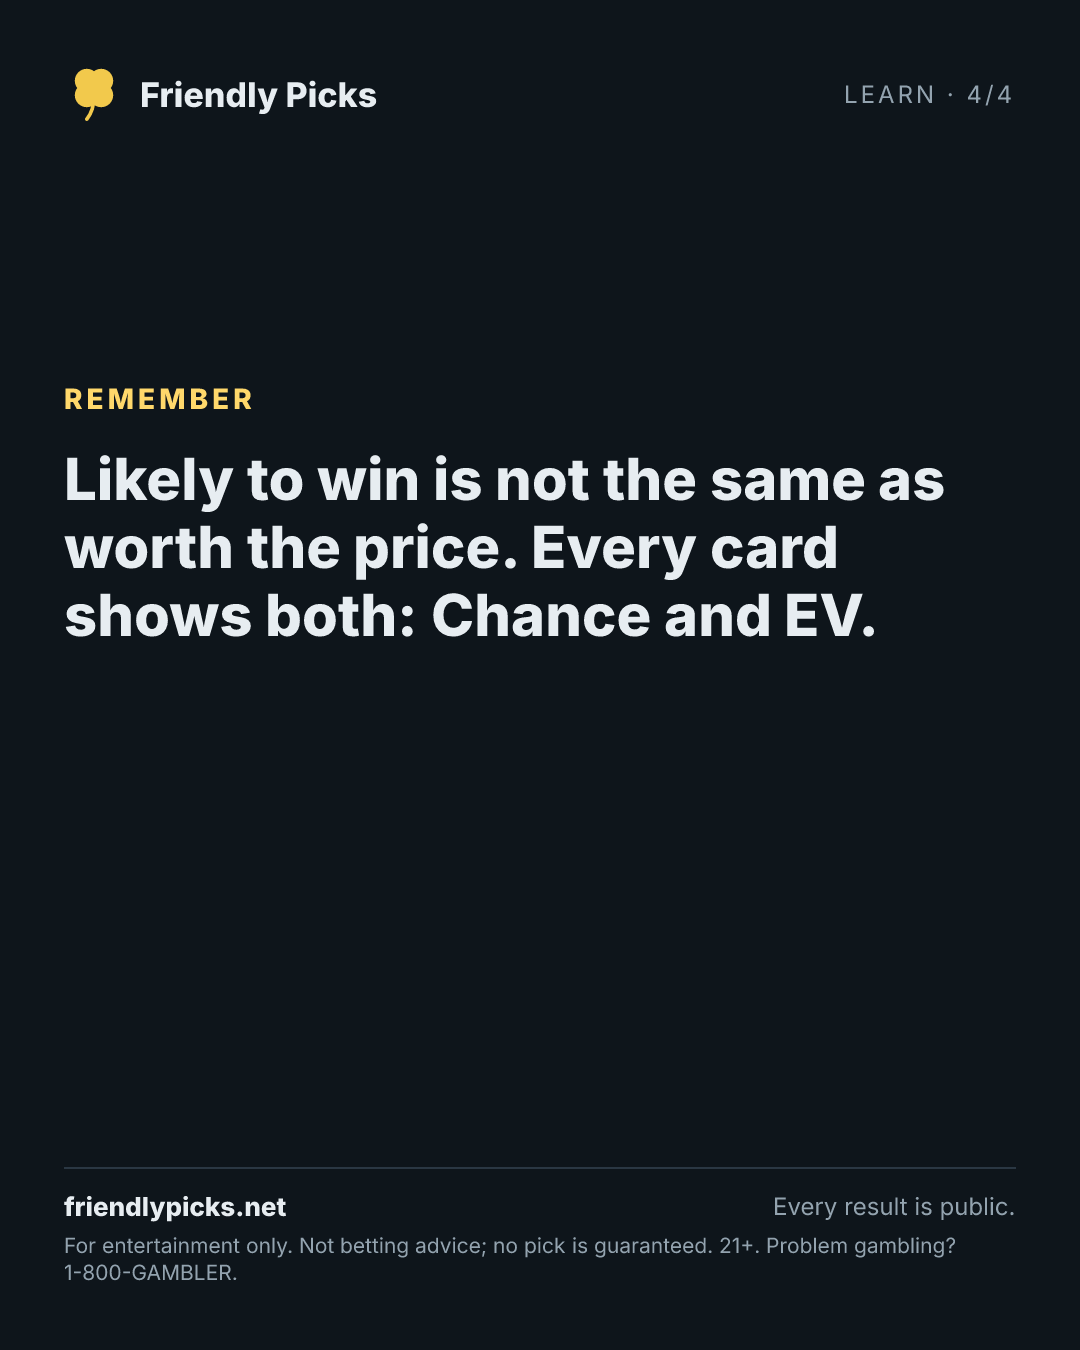 Friendly Picks
LEARN · 4/4
REMEMBER
Likely to win is not the same as
worth the price. Every card
shows both: Chance and EV.
friendlypicks.net
Every result is public.
For entertainment only. Not betting advice; no pick is guaranteed. 21+. Problem gambling?
1-800-GAMBLER.